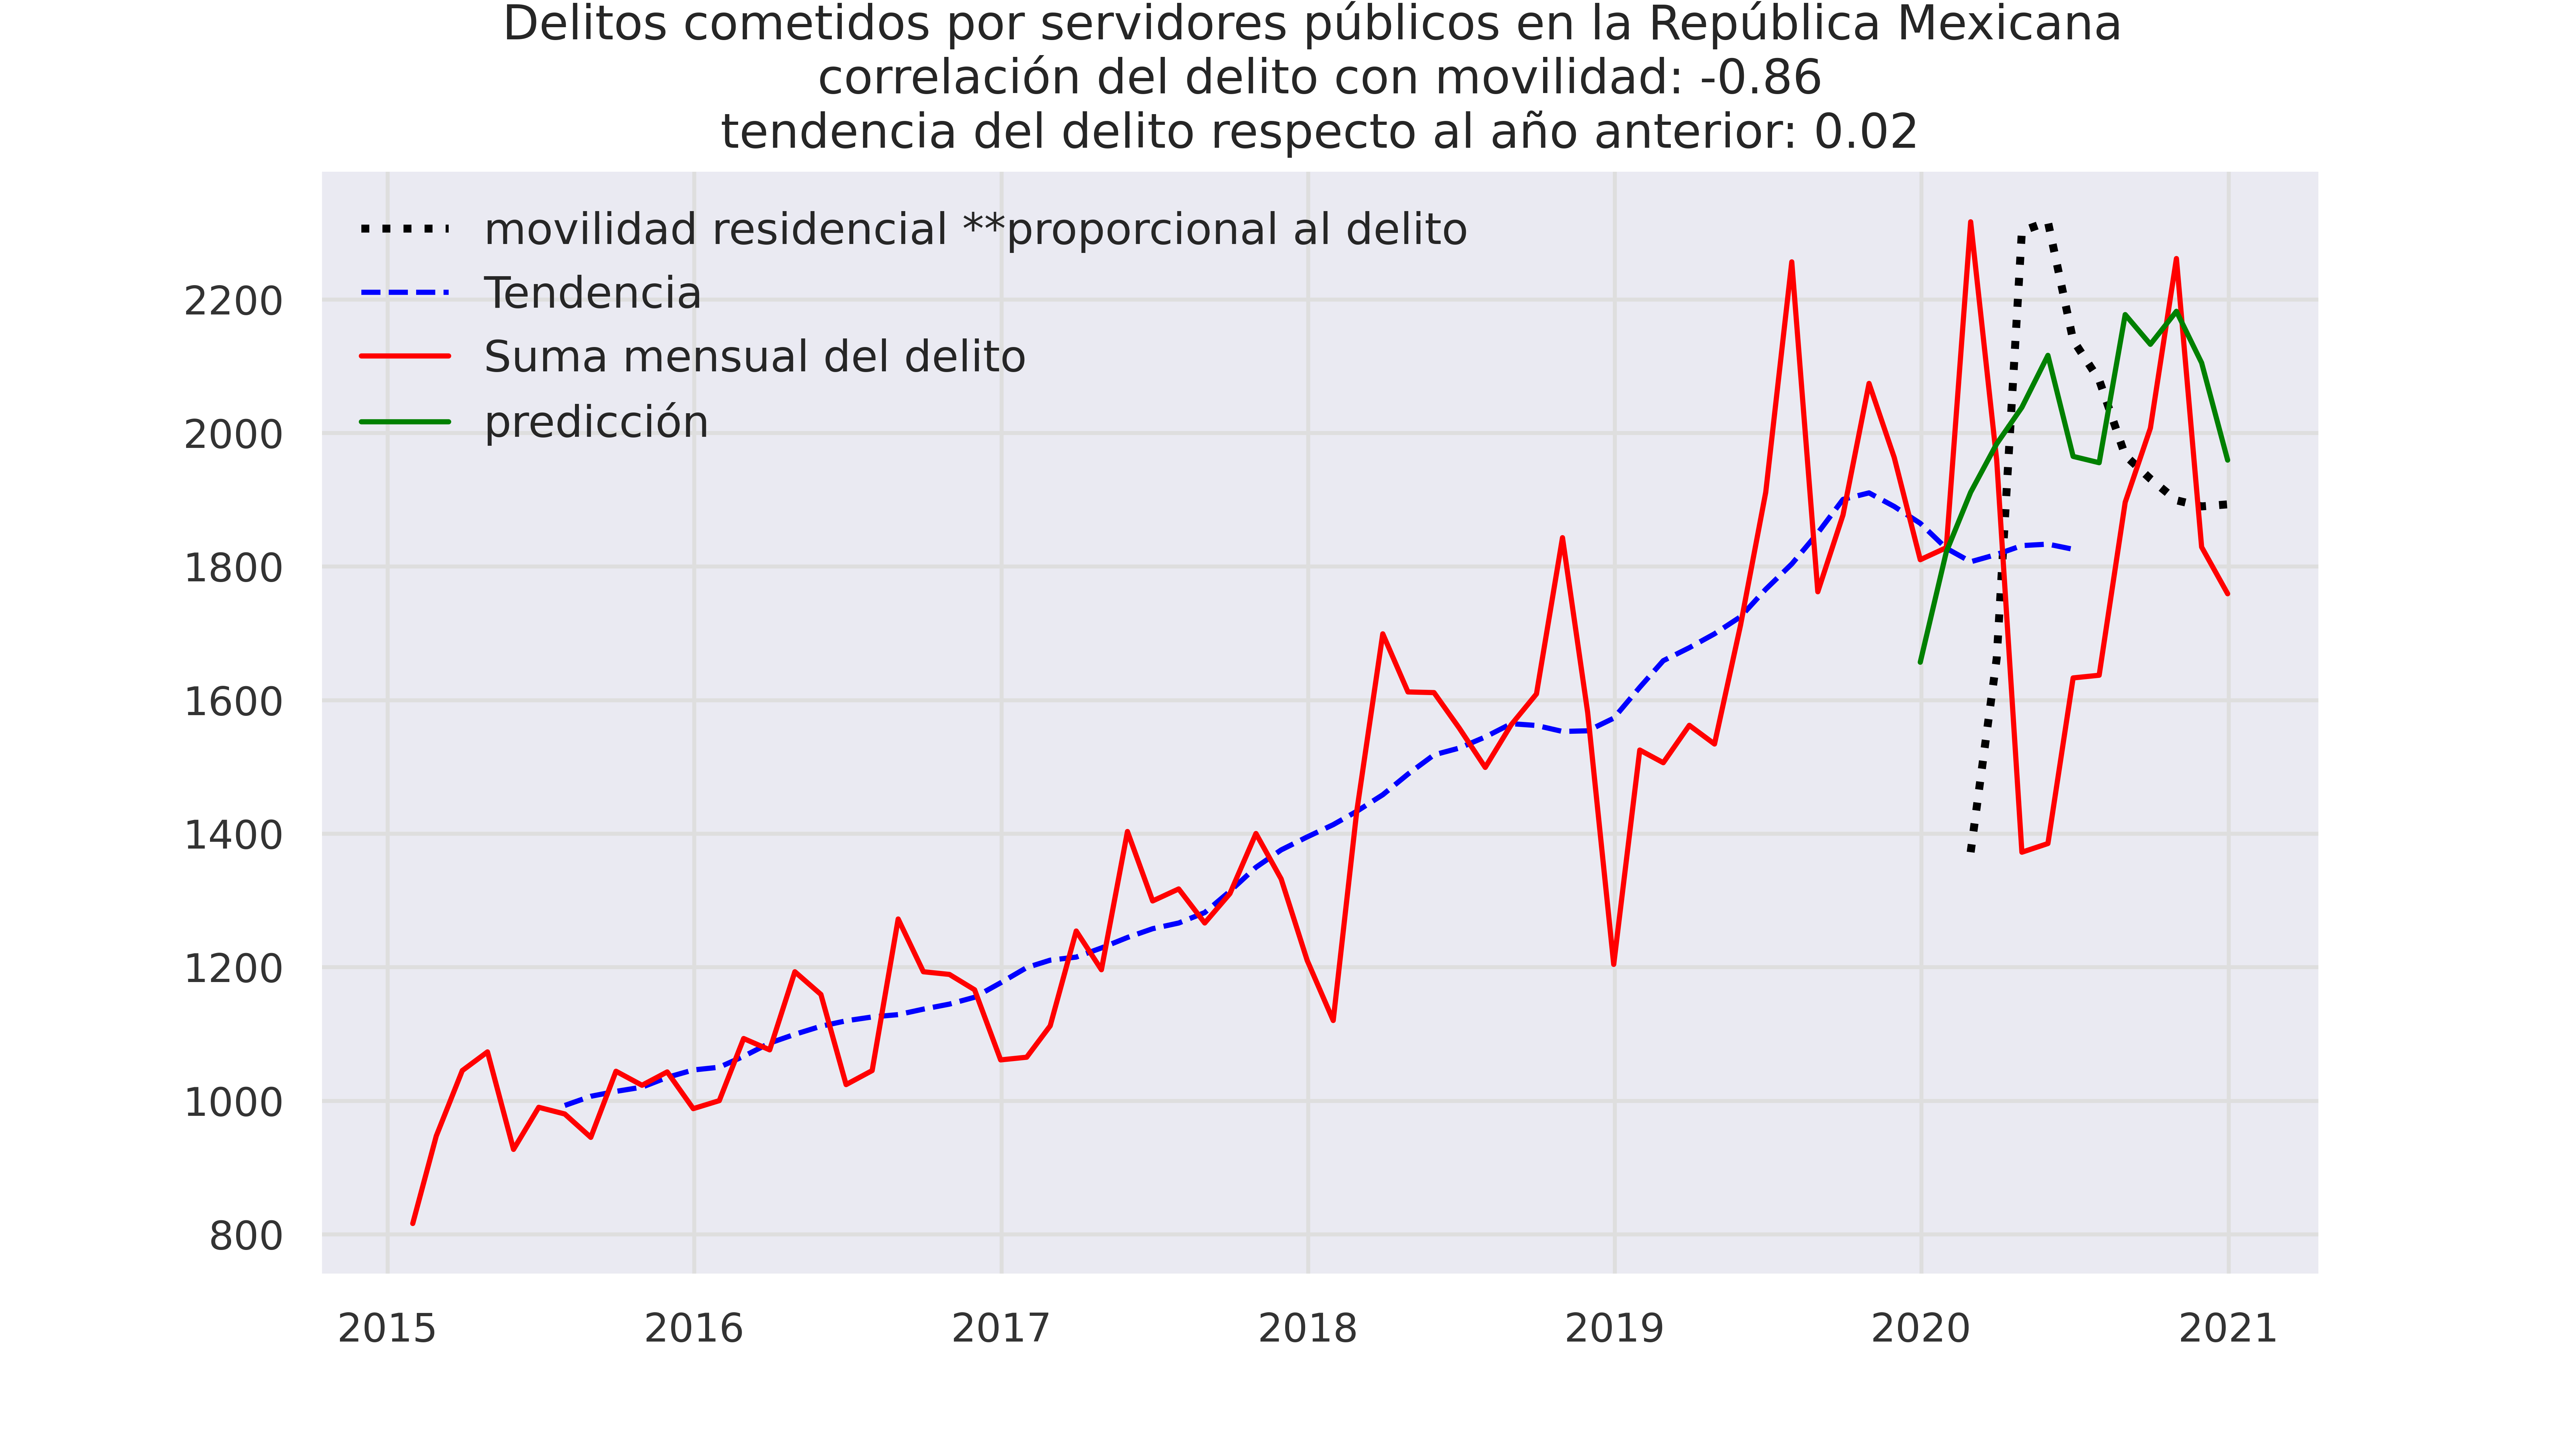 Delitos cometidos por servidores públicos en la República Mexicana
correlación del delito con movilidad: -0.86
tendencia del delito respecto al año anterior: 0.02
movilidad residencial **proporcional al delito
Tendencia
Suma mensual del delito
predicción
2200
2000
1800
1600
1400
1200
1000
800
2015 2016 2017 2018 2019 2020 2021